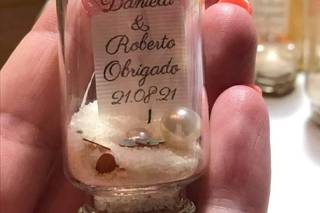 Daniela
&
Roberto
Obrigado
21.08.21